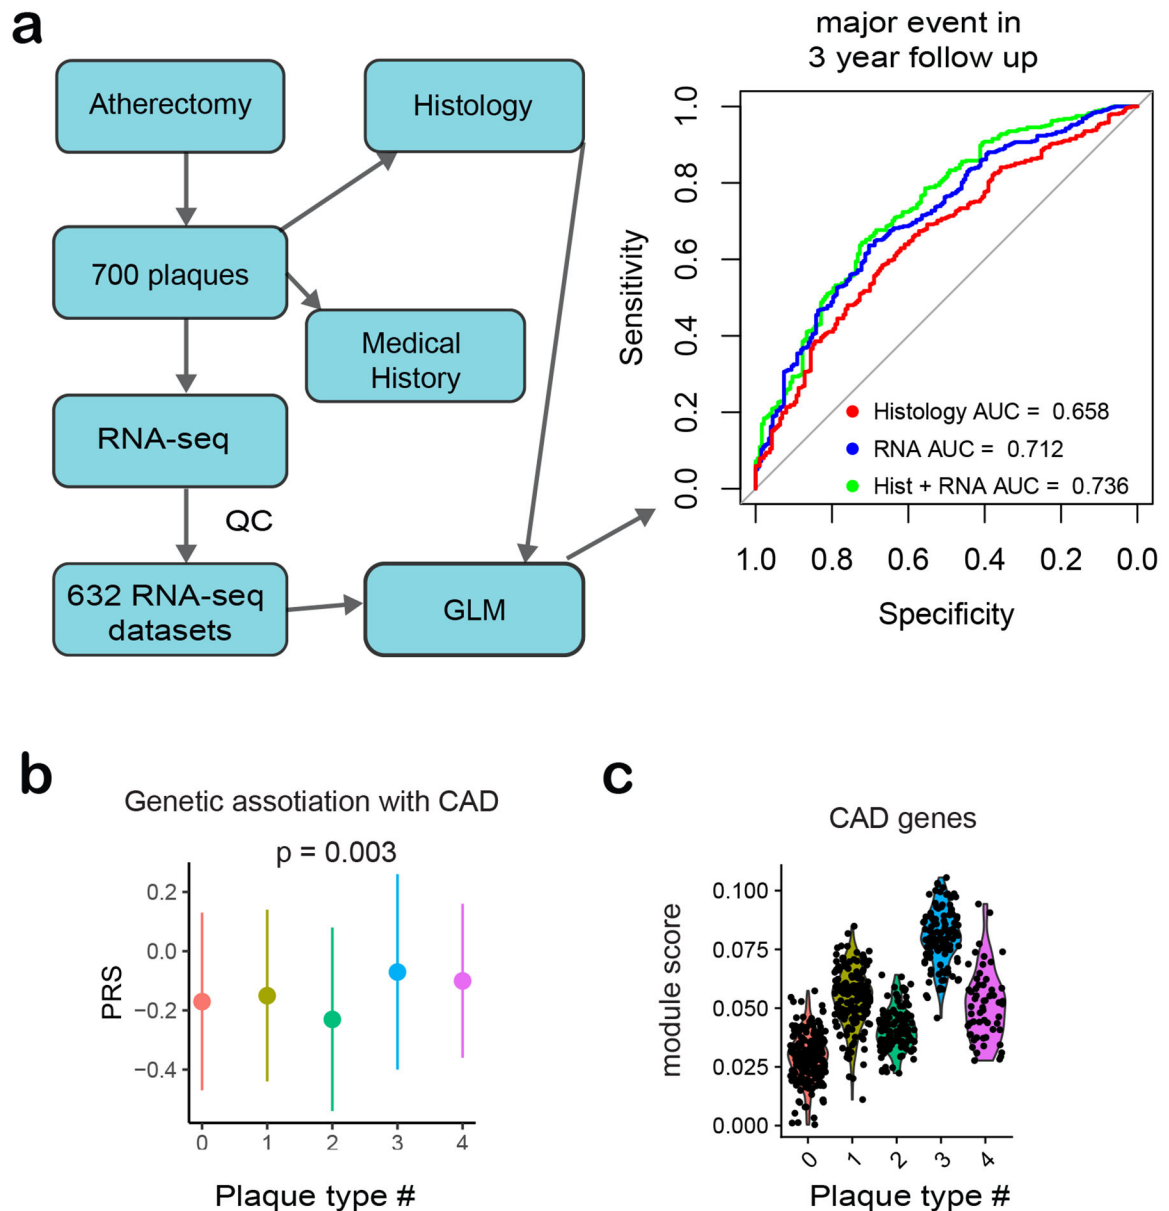 a
Atherectomy
Histology
700 plaques
Medical
History
RNA-seq
QC
632 RNA-seq
datasets
GLM
major event in
3 year follow up
Sensitivity
1.0
0.8
0.6
0.4
0.2
0.0
Histology AUC = 0.658
RNA AUC = 0.712
Hist + RNA AUC = 0.736
1.0 0.8 0.6 0.4 0.2 0.0
Specificity
b
Genetic assotiation with CAD
p = 0.003
PRS
0.2
0.0
−0.2
−0.4
0 1 2 3 4
Plaque type #
c
CAD genes
module score
0.100
0.075
0.050
0.025
0.000
0 1 2 3 4
Plaque type #